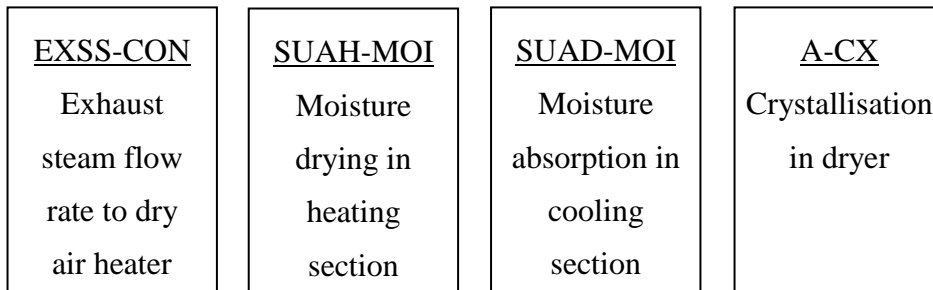 EXSS-CON
Exhaust
steam flow
rate to dry
air heater
SUAH-MOI
Moisture
drying in
heating
section
SUAD-MOI
Moisture
absorption in
cooling
section
A-CX
Crystallisation
in dryer